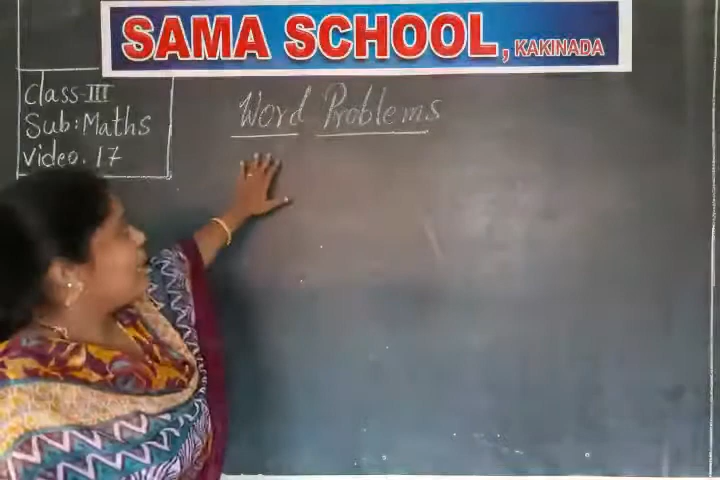 SAMA SCHOOL, KAKINADA
Class-III
Sub: Maths
Video. 17
Word Problems